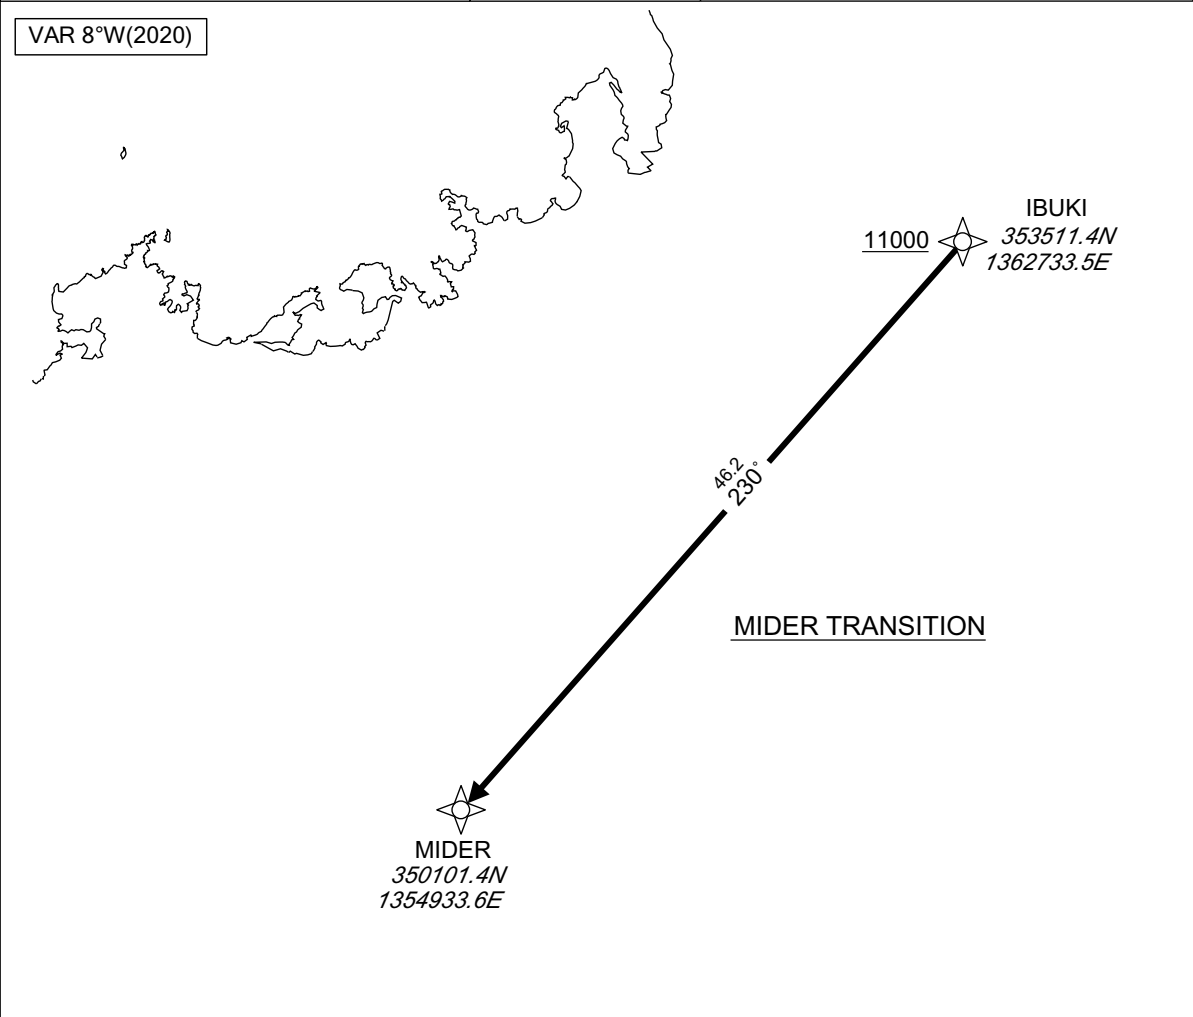 VAR 8°W(2020)
IBUKI
11000
353511.4N
1362733.5E
46.2
230°
MIDER TRANSITION
MIDER
350101.4N
1354933.6E